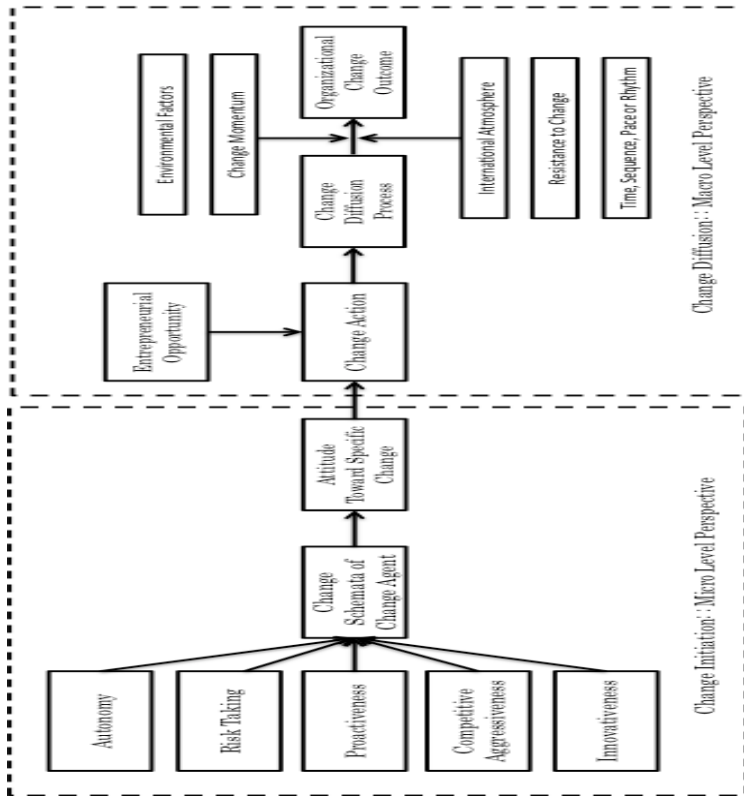 Autonomy
Risk Taking
Proactiveness
Competitive
Aggressiveness
Innovativeness
Change
Schemata of
Change Agent
Attitude
Toward Specific
Change
Change Initiation: Micro Level Perspective
Entrepreneurial
Opportunity
Change Action
Change
Diffusion
Process
Environmental Factors
Change Momentum
Organizational
Change
Outcome
International Atmosphere
Resistance to Change
Time, Sequence, Pace or Rhythm
Change Diffusion: Macro Level Perspective